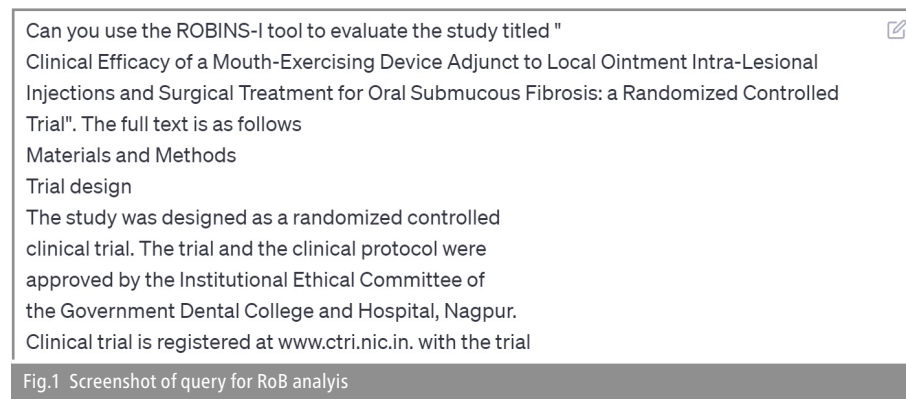 Can you use the ROBINS-I tool to evaluate the study titled "
Clinical Efficacy of a Mouth-Exercising Device Adjunct to Local Ointment Intra-Lesional
Injections and Surgical Treatment for Oral Submucous Fibrosis: a Randomized Controlled
Trial". The full text is as follows
Materials and Methods
Trial design
The study was designed as a randomized controlled
clinical trial. The trial and the clinical protocol were
approved by the Institutional Ethical Committee of
the Government Dental College and Hospital, Nagpur.
Clinical trial is registered at www.ctri.nic.in. with the trial
Fig.1 Screenshot of query for RoB analyis